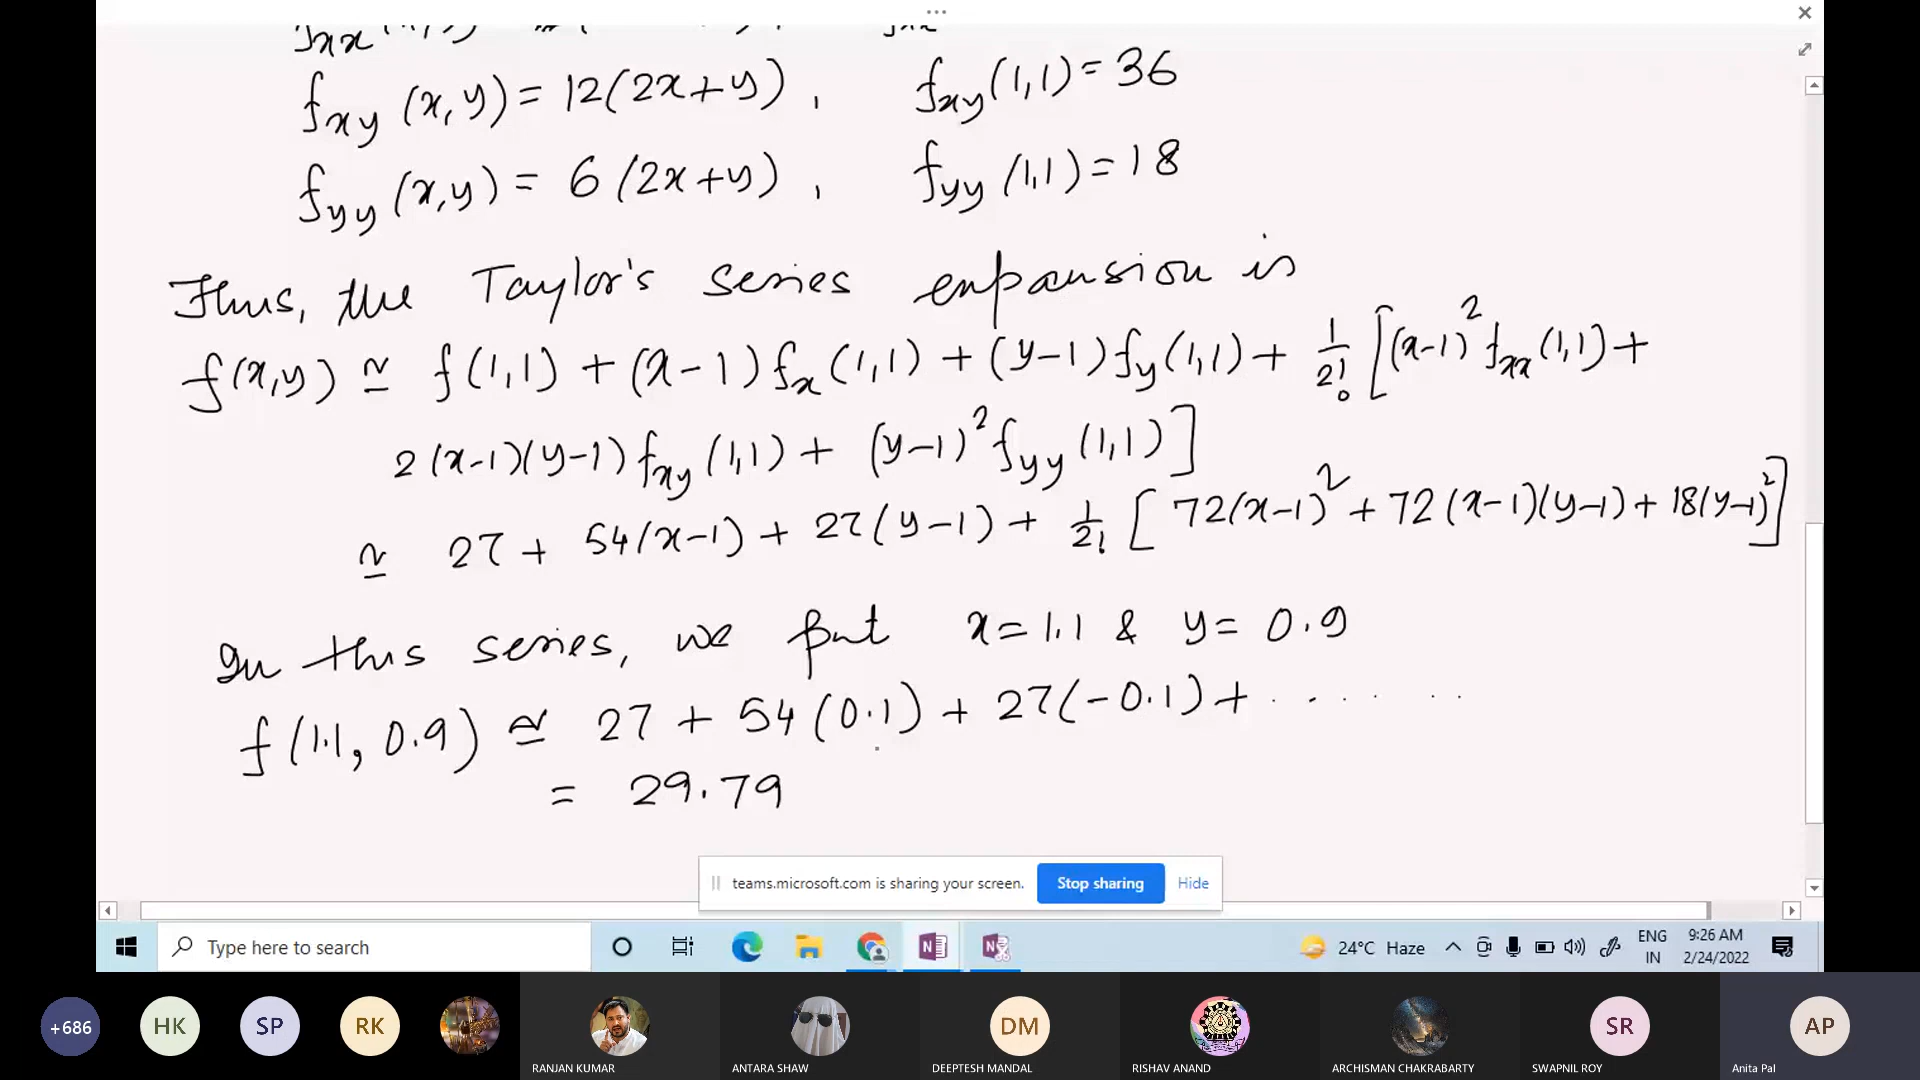 f_xy (x,y) = 12(2x+y) , f_xy (1,1) = 36
f_yy (x,y) = 6 (2x+y) , f_yy (1,1) = 18
Thus, the Taylor's series expansion is
f(x,y) ≃ f(1,1) + (x-1) f_x (1,1) + (y-1) f_y (1,1) + 1/2! [(x-1)² f_xx (1,1) +
2 (x-1)(y-1) f_xy (1,1) + (y-1)² f_yy (1,1)]
≃ 27 + 54(x-1) + 27(y-1) + 1/2! [72(x-1)² + 72(x-1)(y-1) + 18(y-1)²]
In this series, we put x = 1.1 & y = 0.9
f(1.1, 0.9) ≃ 27 + 54(0.1) + 27(-0.1) + ......
= 29.79
teams.microsoft.com is sharing your screen. Stop sharing Hide
Type here to search
24°C Haze
ENG
IN
9:26 AM
2/24/2022
+686 HK SP RK DM SR AP
RANJAN KUMAR ANTARA SHAW DEEPTESH MANDAL RISHAV ANAND ARCHISMAN CHAKRABARTY SWAPNIL ROY Anita Pal